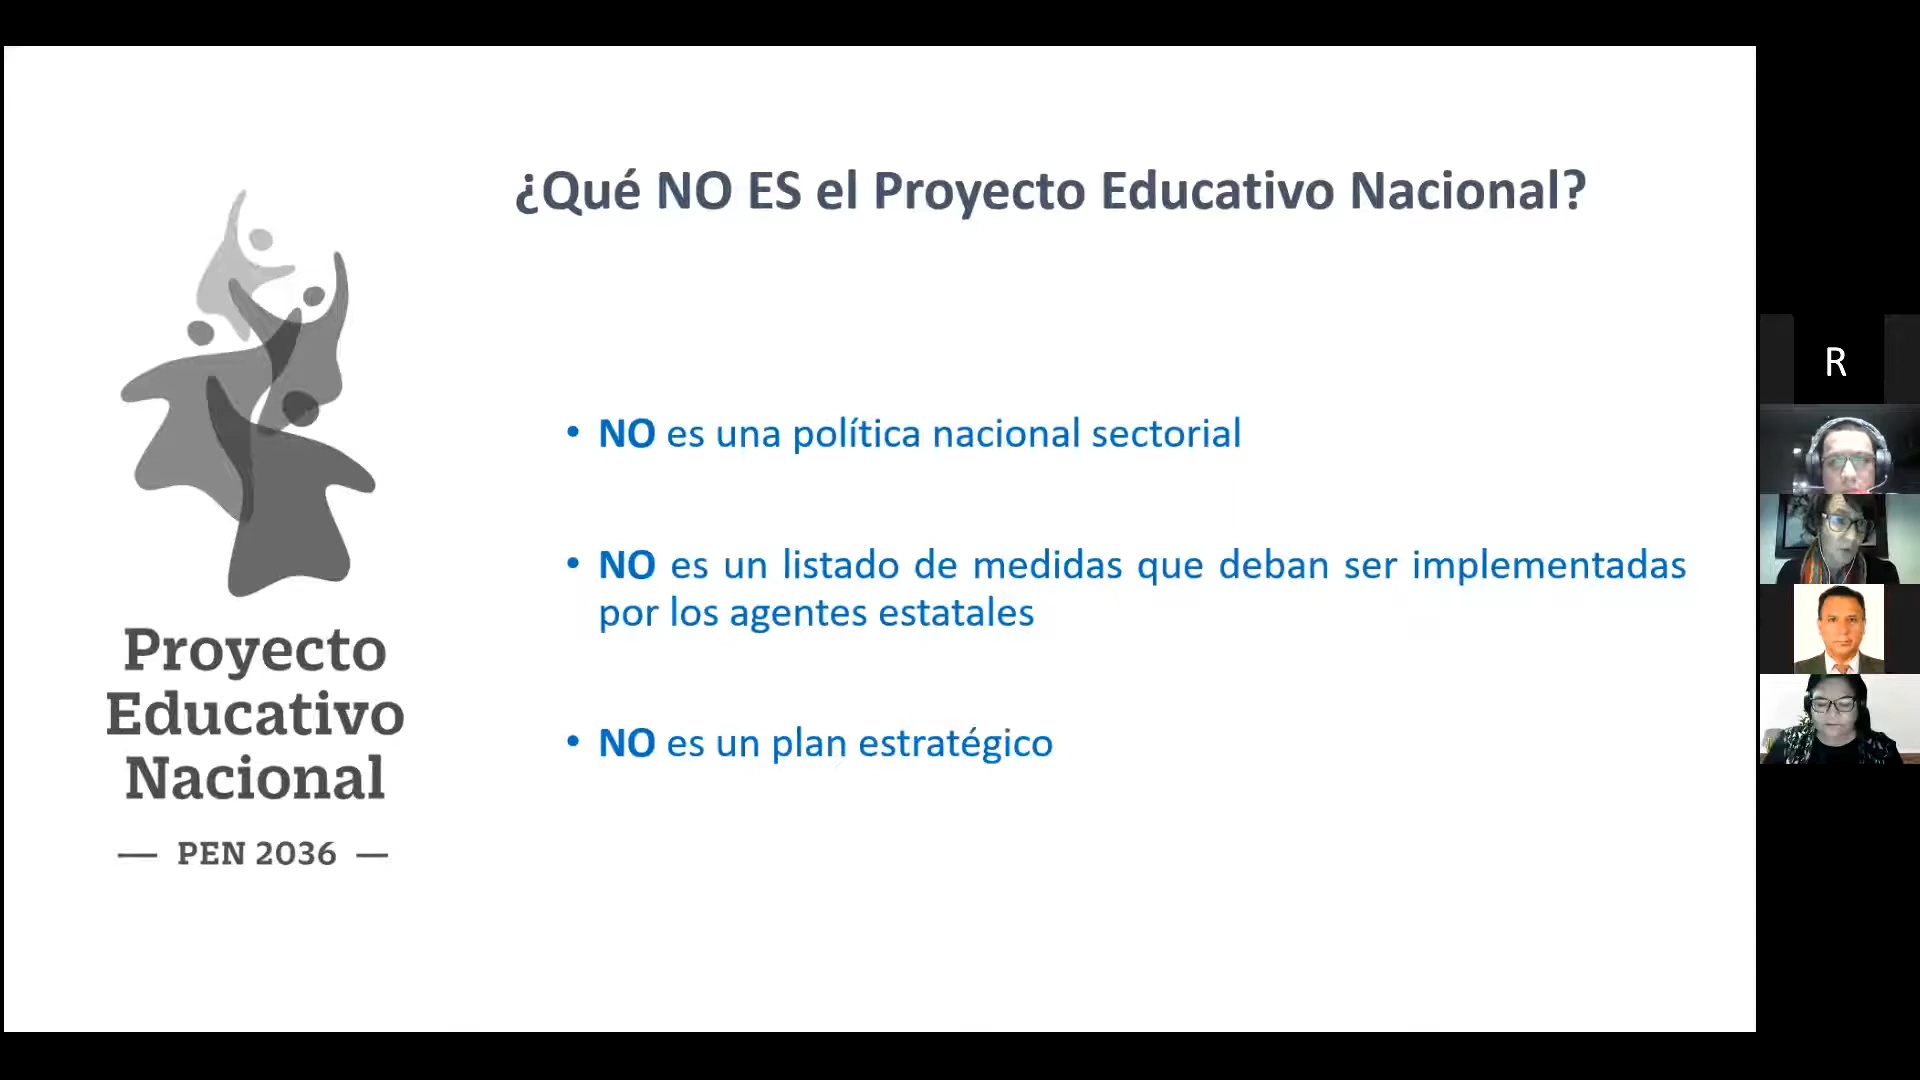 ¿Qué NO ES el Proyecto Educativo Nacional?
• NO es una política nacional sectorial
• NO es un listado de medidas que deban ser implementadas
por los agentes estatales
• NO es un plan estratégico
Proyecto
Educativo
Nacional
— PEN 2036 —
R